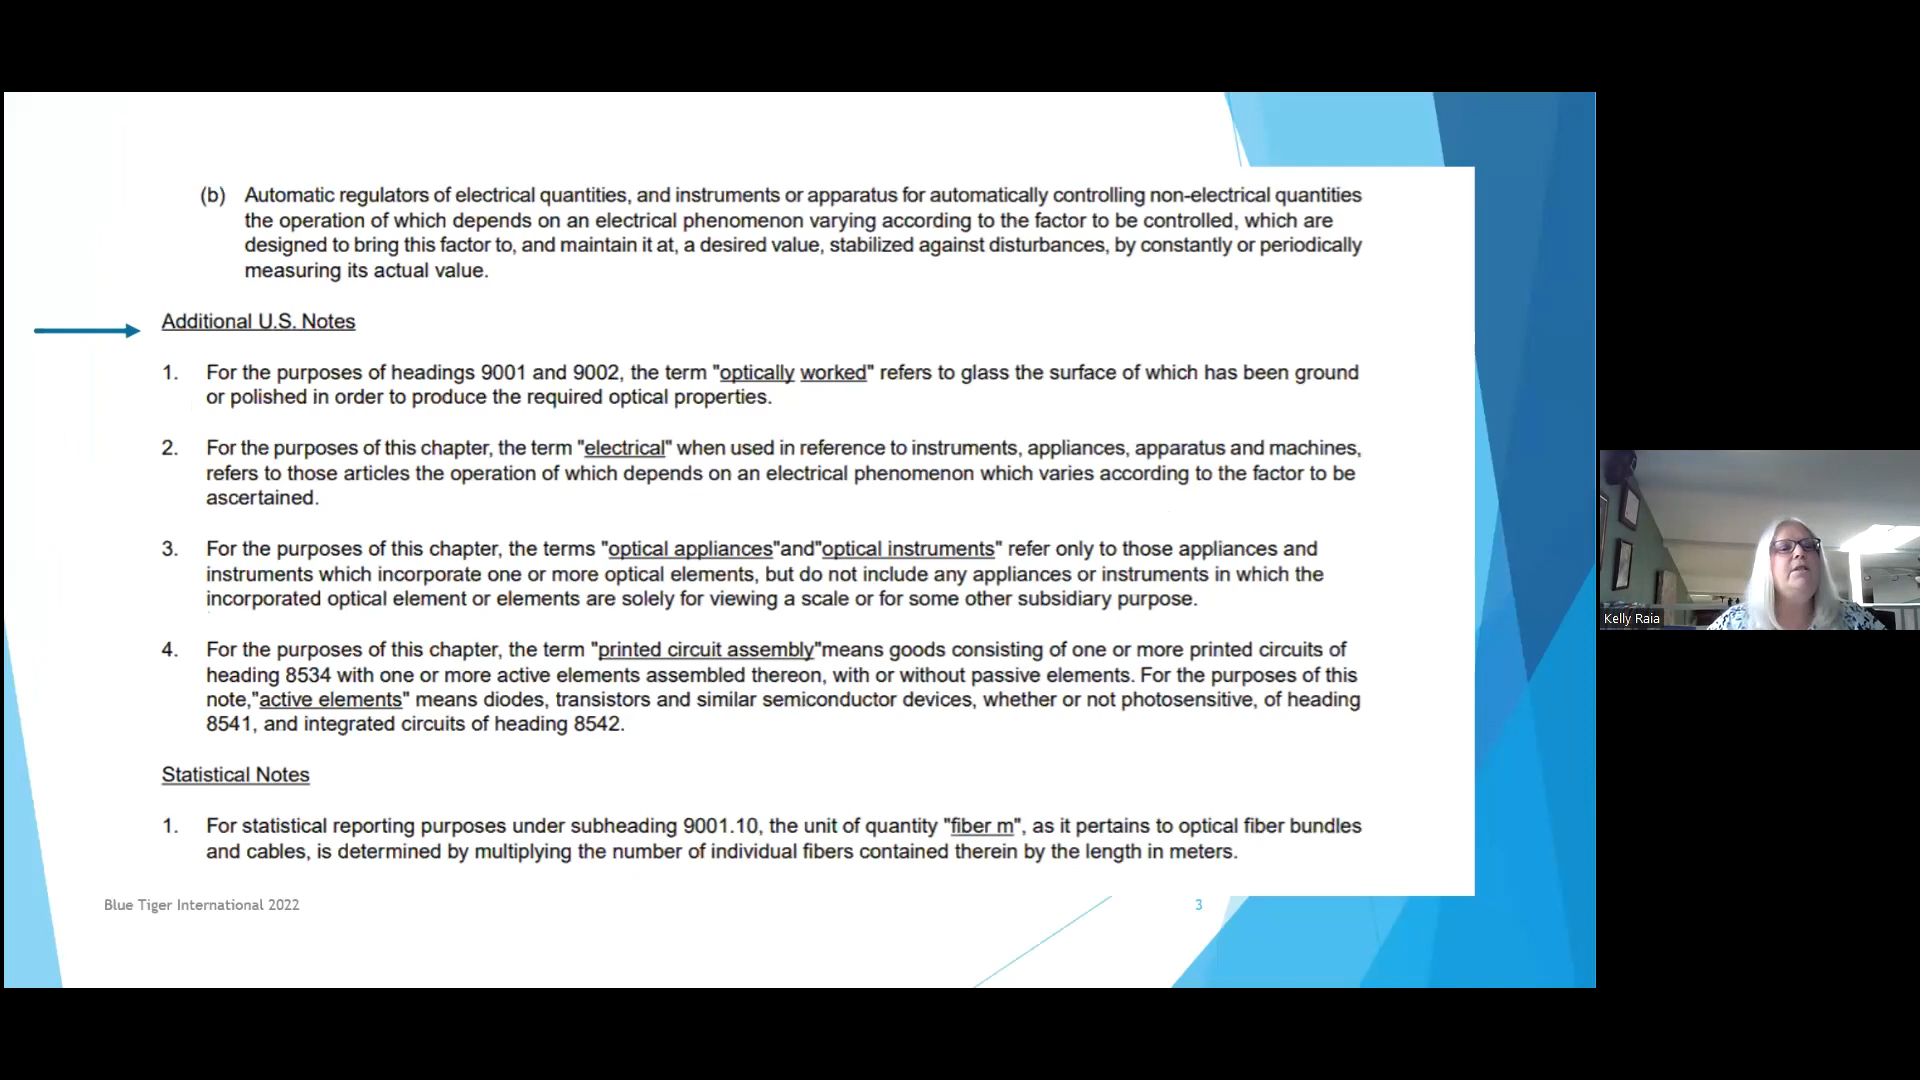 (b) Automatic regulators of electrical quantities, and instruments or apparatus for automatically controlling non-electrical quantities
the operation of which depends on an electrical phenomenon varying according to the factor to be controlled, which are
designed to bring this factor to, and maintain it at, a desired value, stabilized against disturbances, by constantly or periodically
measuring its actual value.
Additional U.S. Notes
1. For the purposes of headings 9001 and 9002, the term "optically worked" refers to glass the surface of which has been ground
or polished in order to produce the required optical properties.
2. For the purposes of this chapter, the term "electrical" when used in reference to instruments, appliances, apparatus and machines,
refers to those articles the operation of which depends on an electrical phenomenon which varies according to the factor to be
ascertained.
3. For the purposes of this chapter, the terms "optical appliances"and"optical instruments" refer only to those appliances and
instruments which incorporate one or more optical elements, but do not include any appliances or instruments in which the
incorporated optical element or elements are solely for viewing a scale or for some other subsidiary purpose.
4. For the purposes of this chapter, the term "printed circuit assembly"means goods consisting of one or more printed circuits of
heading 8534 with one or more active elements assembled thereon, with or without passive elements. For the purposes of this
note,"active elements" means diodes, transistors and similar semiconductor devices, whether or not photosensitive, of heading
8541, and integrated circuits of heading 8542.
Statistical Notes
1. For statistical reporting purposes under subheading 9001.10, the unit of quantity "fiber m", as it pertains to optical fiber bundles
and cables, is determined by multiplying the number of individual fibers contained therein by the length in meters.
Blue Tiger International 2022
3
Kelly Raia